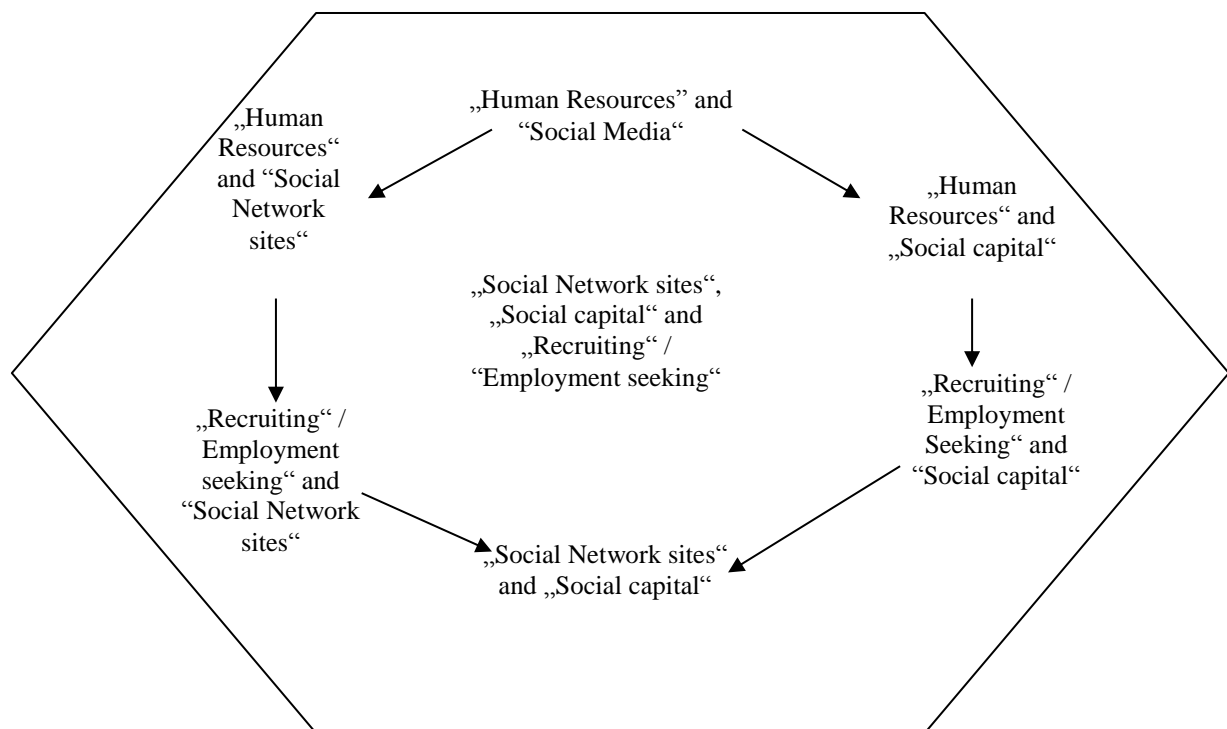 „Human Resources” and
“Social Media“
„Human
Resources“
and “Social
Network
sites“
„Human
Resources“ and
„Social capital“
„Social Network sites“,
„Social capital“ and
„Recruiting“ /
“Employment seeking“
„Recruiting“ /
Employment
seeking“ and
“Social Network
sites“
„Recruiting“ /
Employment
Seeking“ and
“Social capital“
„Social Network sites“
and „Social capital“